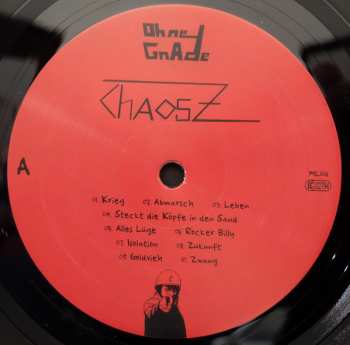 Ohne
GnAde
ChAOSZ
A
01 Krieg 02 Abmarsch 03 Leben
04 Steckt die Köpfe in den Sand
05 Alles Lüge 06 Rocker Billy
07 Isolation 08 Zukunft
09 Goldvieh 10 Zwang